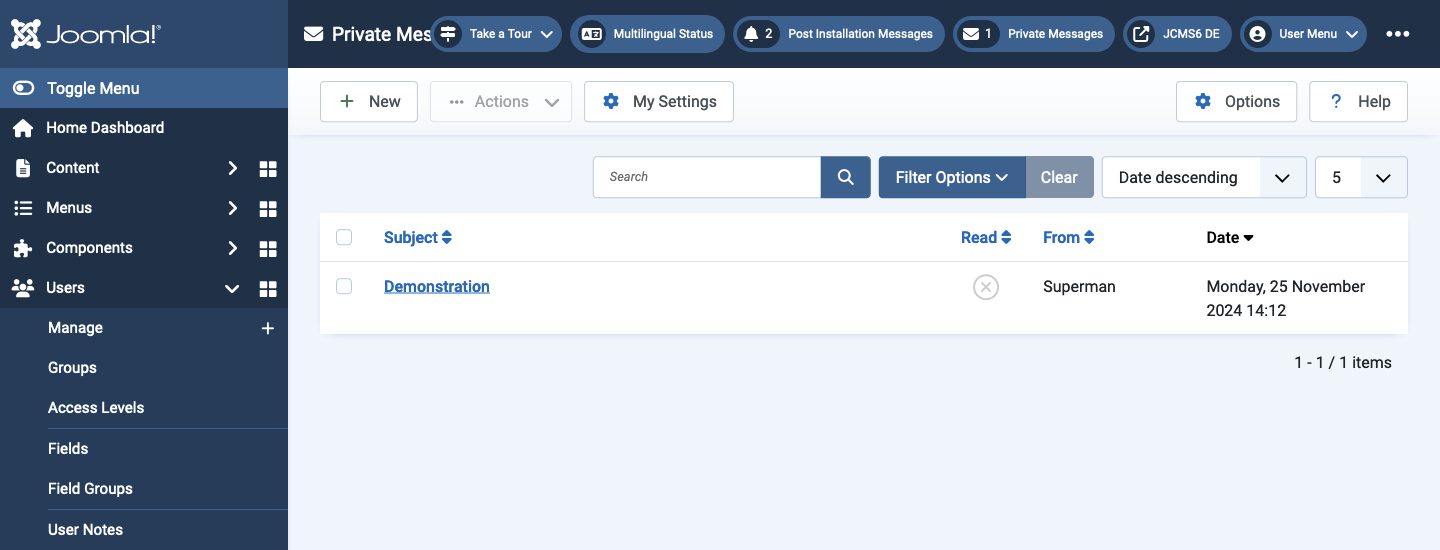 Joomla!®
Private Mes
Take a Tour
Multilingual Status
2 Post Installation Messages
1 Private Messages
JCMS6 DE
User Menu
Toggle Menu
Home Dashboard
Content
Menus
Components
Users
Manage
Groups
Access Levels
Fields
Field Groups
User Notes
New
Actions
My Settings
Options
? Help
Search
Filter Options
Clear
Date descending
5
Subject Read From Date
Demonstration Superman Monday, 25 November
2024 14:12
1 - 1 / 1 items